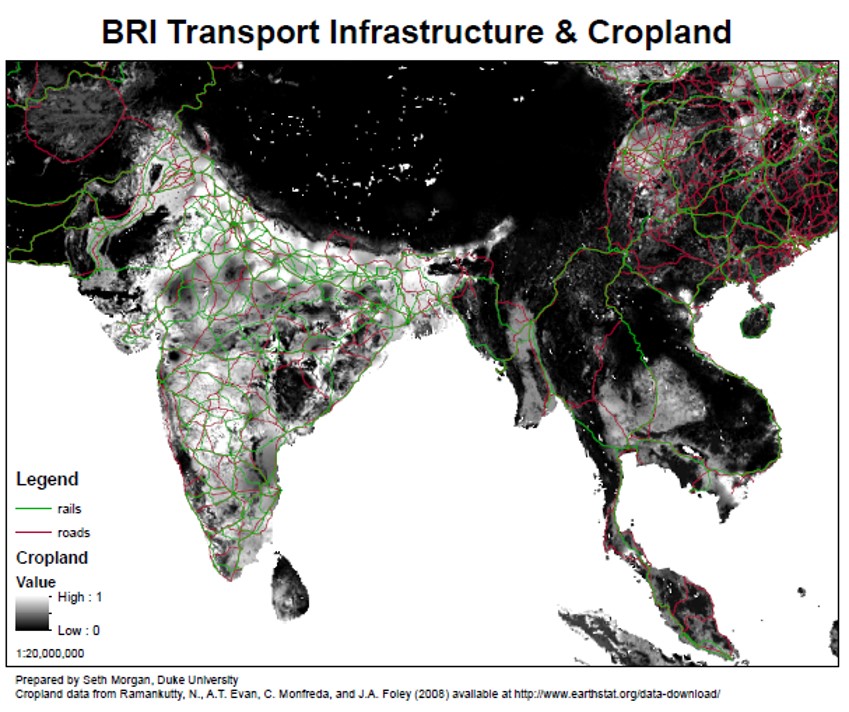 BRI Transport Infrastructure & Cropland
Legend
rails
roads
Cropland
Value
High : 1
Low : 0
1:20,000,000
Prepared by Seth Morgan, Duke University
Cropland data from Ramankutty, N., A.T. Evan, C. Monfreda, and J.A. Foley (2008) available at http://www.earthstat.org/data-download/